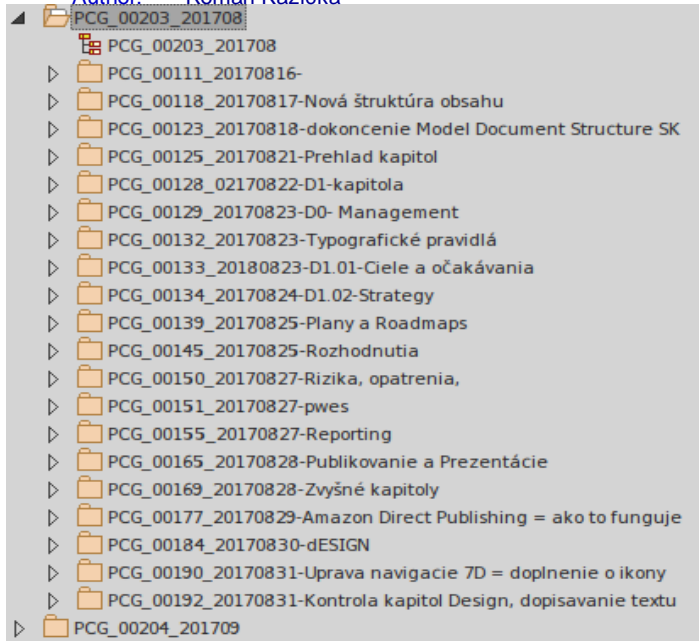 Author: Roman Kazička
PCG_00203_201708
PCG_00203_201708
PCG_00111_20170816-
PCG_00118_20170817-Nová štruktúra obsahu
PCG_00123_20170818-dokoncenie Model Document Structure SK
PCG_00125_20170821-Prehlad kapitol
PCG_00128_02170822-D1-kapitola
PCG_00129_20170823-D0- Management
PCG_00132_20170823-Typografické pravidlá
PCG_00133_20180823-D1.01-Ciele a očakávania
PCG_00134_20170824-D1.02-Strategy
PCG_00139_20170825-Plany a Roadmaps
PCG_00145_20170825-Rozhodnutia
PCG_00150_20170827-Rizika, opatrenia,
PCG_00151_20170827-pwes
PCG_00155_20170827-Reporting
PCG_00165_20170828-Publikovanie a Prezentácie
PCG_00169_20170828-Zvyšné kapitoly
PCG_00177_20170829-Amazon Direct Publishing = ako to funguje
PCG_00184_20170830-dESIGN
PCG_00190_20170831-Uprava navigacie 7D = doplnenie o ikony
PCG_00192_20170831-Kontrola kapitol Design, dopisavanie textu
PCG_00204_201709